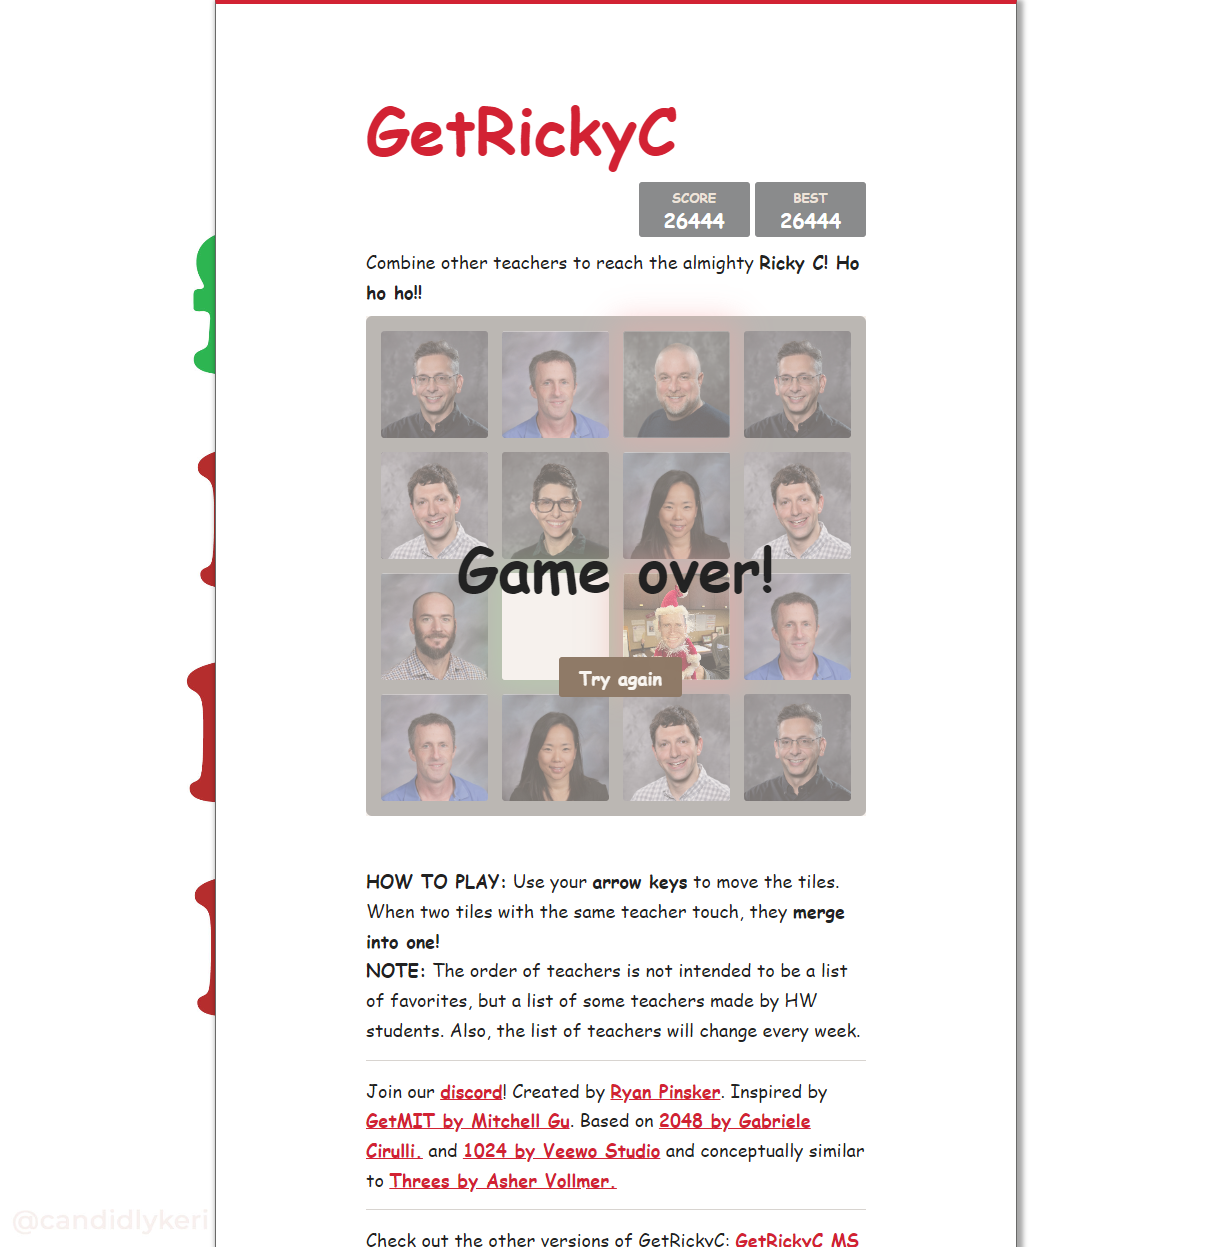 GetRickyC
SCORE
26444
BEST
26444
Combine other teachers to reach the almighty Ricky C! Ho
ho ho!!
Game over!
Try again
HOW TO PLAY: Use your arrow keys to move the tiles.
When two tiles with the same teacher touch, they merge
into one!
NOTE: The order of teachers is not intended to be a list
of favorites, but a list of some teachers made by HW
students. Also, the list of teachers will change every week.
Join our discord! Created by Ryan Pinsker. Inspired by
GetMIT by Mitchell Gu. Based on 2048 by Gabriele
Cirulli. and 1024 by Veewo Studio and conceptually similar
to Threes by Asher Vollmer.
@candidlykeri
Check out the other versions of GetRickyC: GetRickyC MS